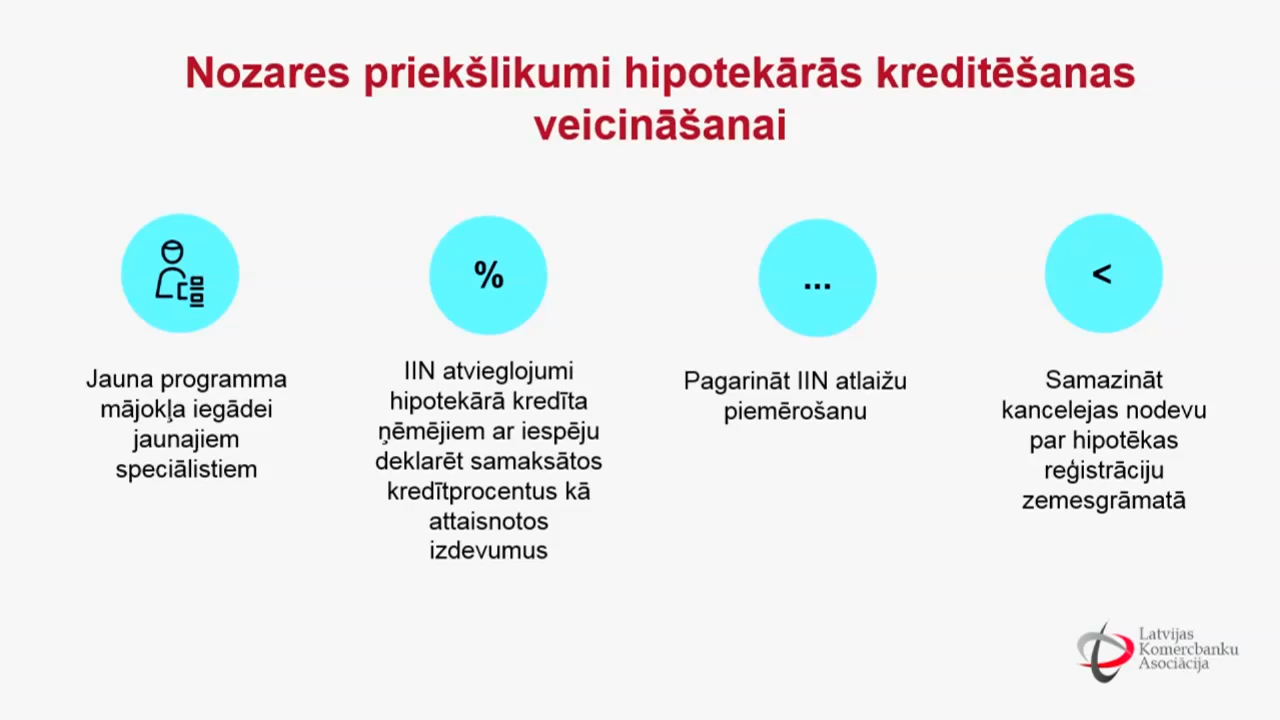 Nozares priekšlikumi hipotekārās kreditēšanas
veicināšanai
Jauna programma
mājokļa iegādei
jaunajiem
speciālistiem
%
IIN atvieglojumi
hipotekārā kredīta
ņēmējiem ar iespēju
deklarēt samaksātos
kredītprocentus kā
attaisnotos
izdevumus
...
Pagarināt IIN atlaižu
piemērošanu
<
Samazināt
kancelejas nodevu
par hipotēkas
reģistrāciju
zemesgrāmatā
Latvijas
Komercbanku
Asociācija